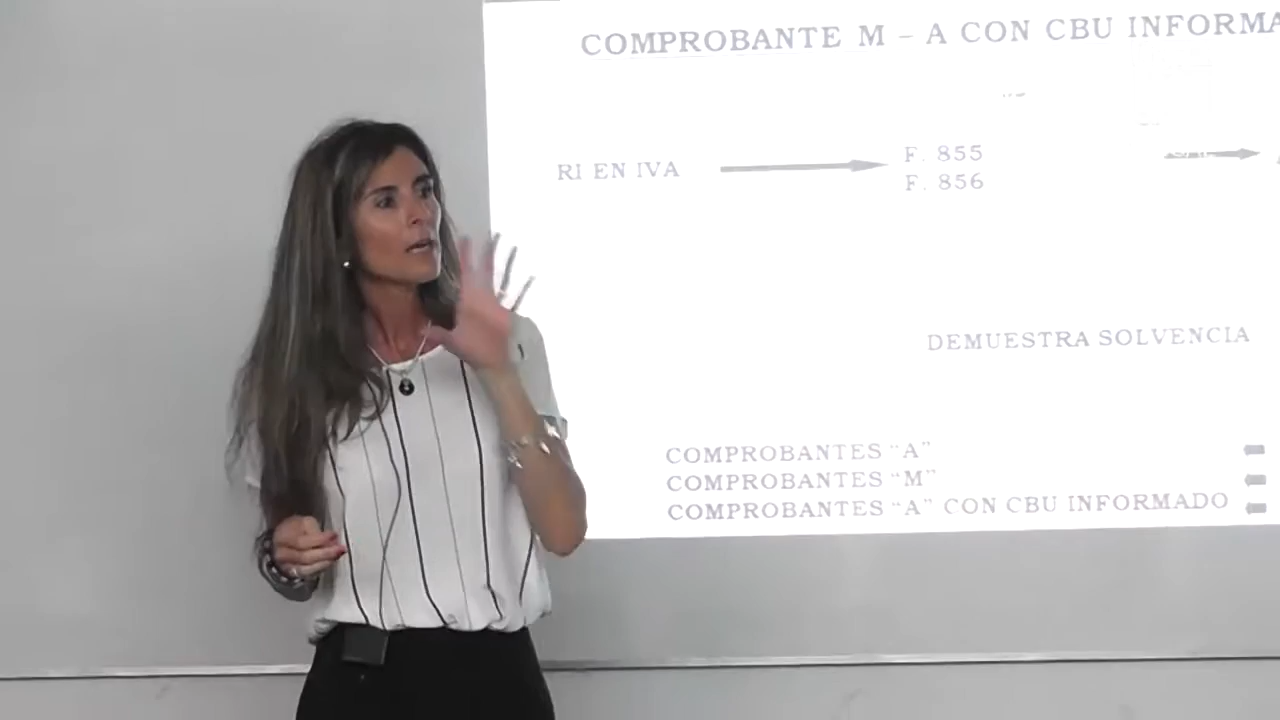 COMPROBANTE M – A CON CBU INFORMA
RI EN IVA
F. 855
F. 856
DEMUESTRA SOLVENCIA
COMPROBANTES "A"
COMPROBANTES "M"
COMPROBANTES "A" CON CBU INFORMADO